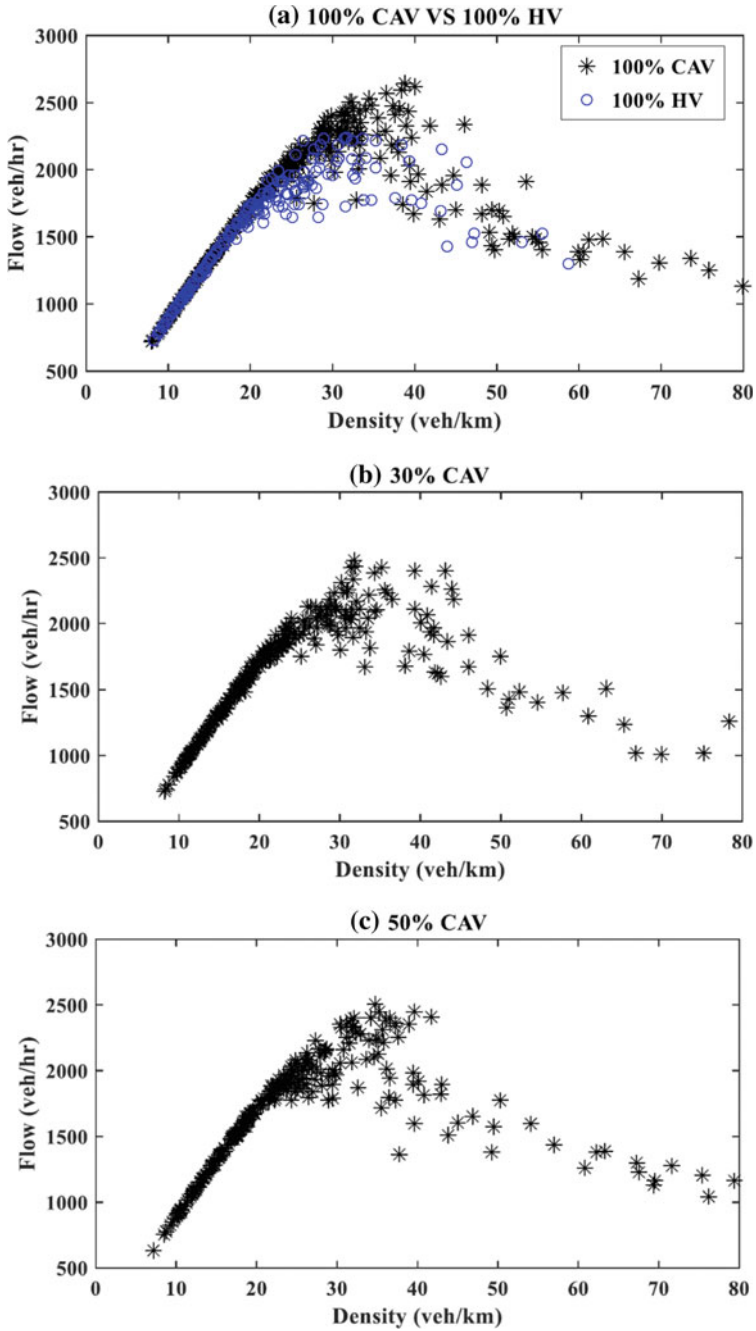 (a) 100% CAV VS 100% HV
3000
2500
2000
1500
1000
500
Flow (veh/hr)
100% CAV
100% HV
0 10 20 30 40 50 60 70 80
Density (veh/km)
(b) 30% CAV
3000
2500
2000
1500
1000
500
Flow (veh/hr)
0 10 20 30 40 50 60 70 80
Density (veh/km)
(c) 50% CAV
3000
2500
2000
1500
1000
500
Flow (veh/hr)
0 10 20 30 40 50 60 70 80
Density (veh/km)